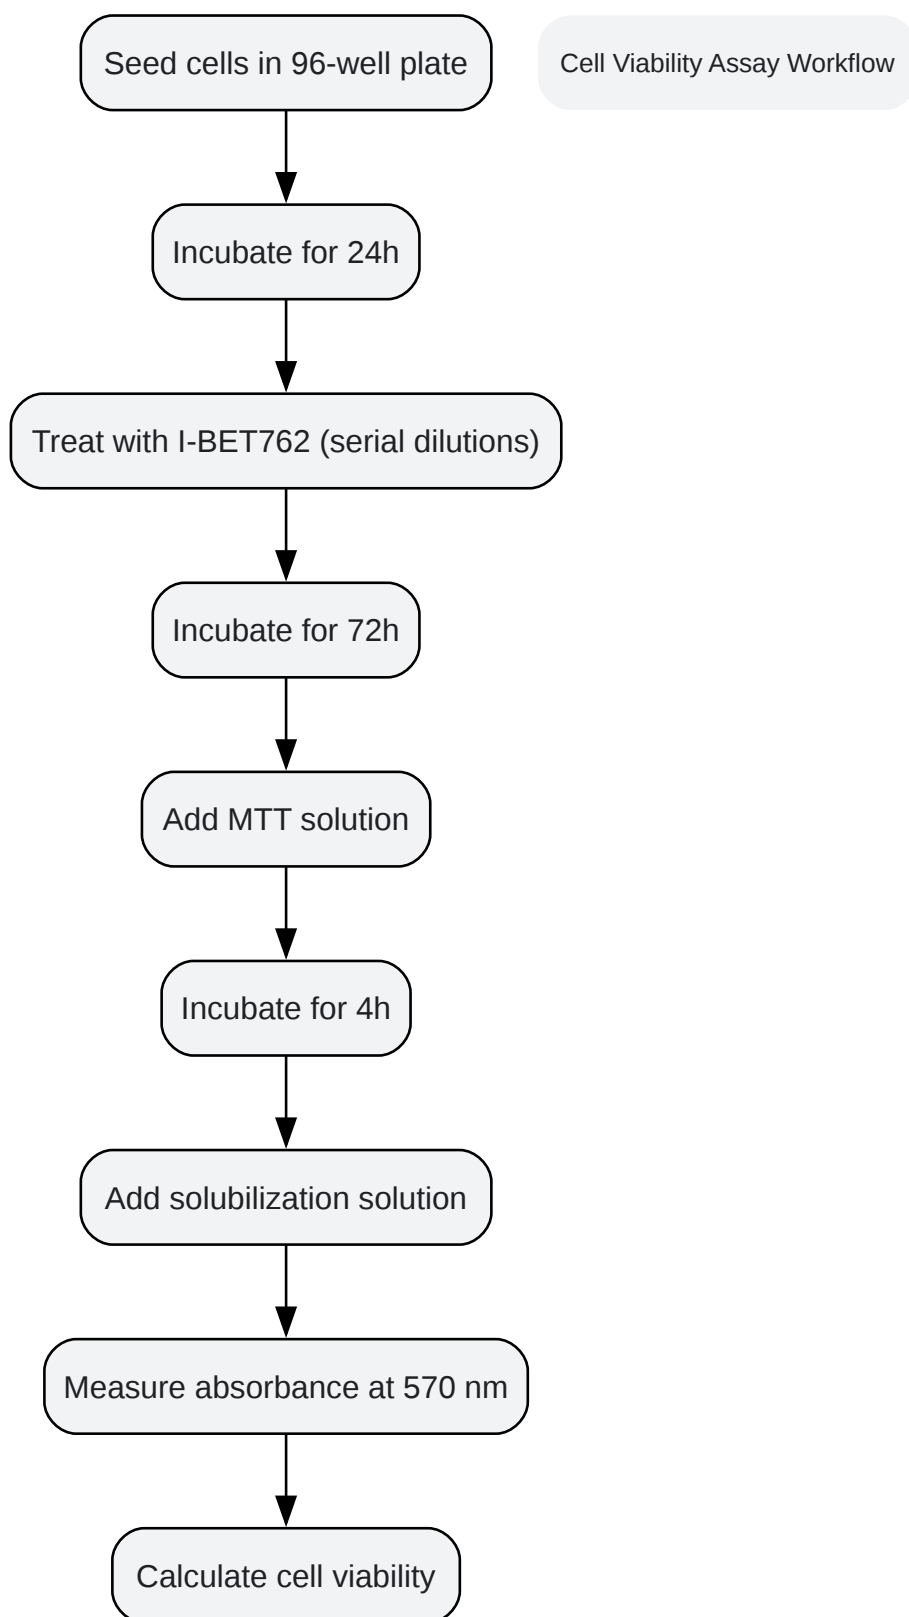 Seed cells in 96-well plate
Cell Viability Assay Workflow
Incubate for 24h
Treat with I-BET762 (serial dilutions)
Incubate for 72h
Add MTT solution
Incubate for 4h
Add solubilization solution
Measure absorbance at 570 nm
Calculate cell viability